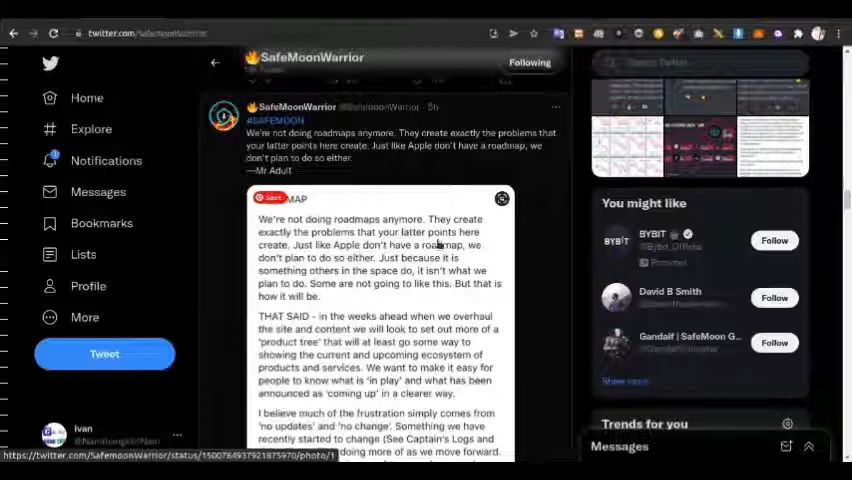 twitter.com/safemoonwarrior
Home
Explore
Notifications
Messages
Bookmarks
Lists
Profile
More
Tweet
Ivan
SafeMoonWarrior
Following
SafeMoonWarrior @SafemoonWarrior · 5h
#SAFEMOON
We're not doing roadmaps anymore. They create exactly the problems that
your latter points here create. Just like Apple don't have a roadmap, we
don't plan to do so either.
—Mr Adult
Save
MAP
We're not doing roadmaps anymore. They create
exactly the problems that your latter points here
create. Just like Apple don't have a roadmap, we
don't plan to do so either. Just because it is
something others in the space do, it isn't what we
plan to do. Some are not going to like this. But that is
how it will be.
THAT SAID - in the weeks ahead when we overhaul
the site and content we will look to set out more of a
'product tree' that will at least go some way to
showing the current and upcoming ecosystem of
products and services. We want to make it easy for
people to know what is 'in play' and what has been
announced as 'coming up' in a clearer way.
I believe much of the frustration simply comes from
'no updates' and 'no change'. Something we have
recently started to change (See Captain's Logs and
doing more of as we move forward.
Search Twitter
You might like
BYBIT
BYBIT
@Bybit_Official
Promoted
Follow
David B Smith
Follow
Gandalf | SafeMoon G...
Follow
Show more
Trends for you
Messages
https://twitter.com/SafemoonWarrior/status/1500784937921875970/photo/1